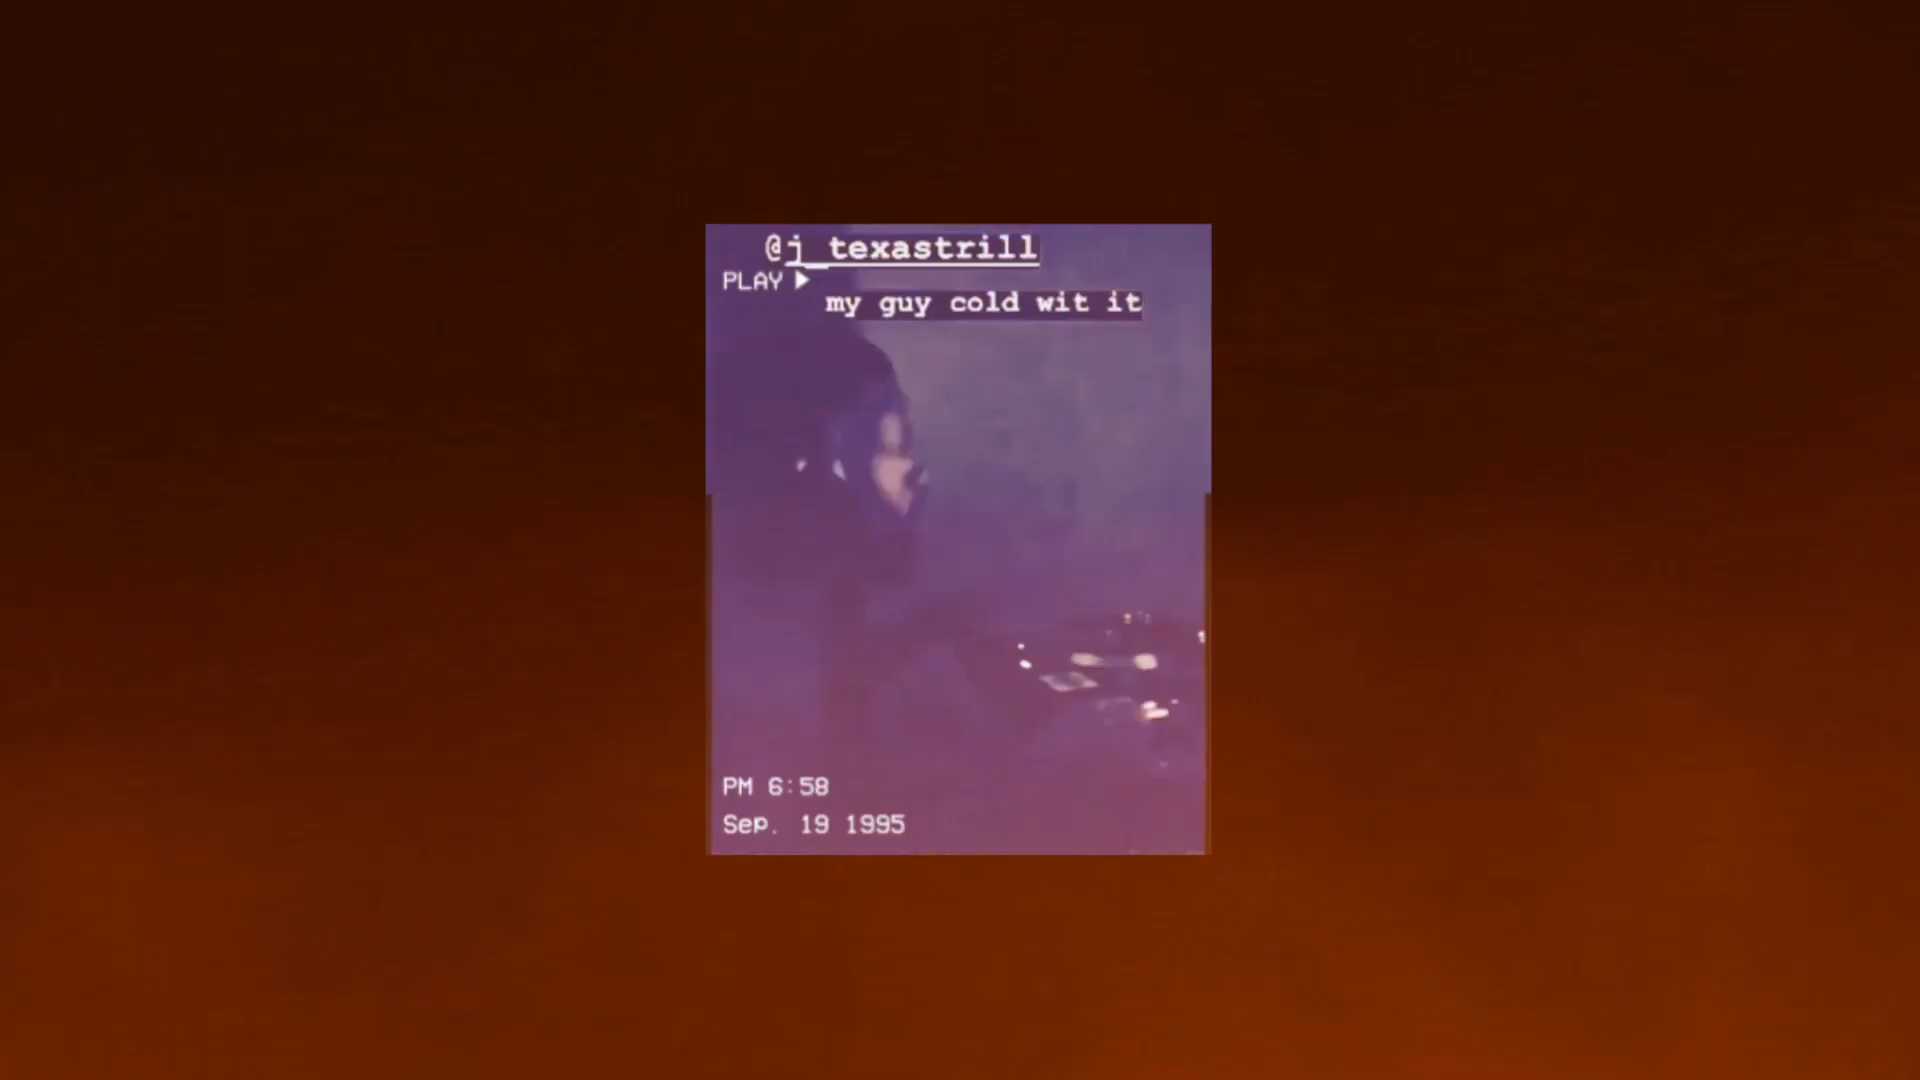 @j_texastrill
PLAY ▶
my guy cold wit it
PM 6:58
Sep. 19 1995